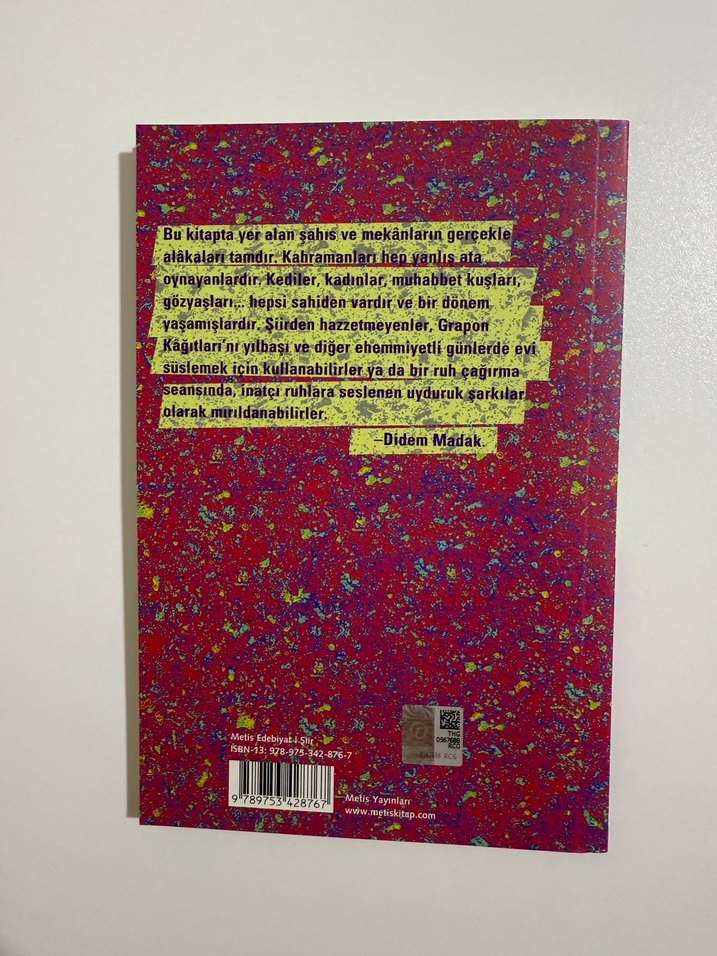 Bu kitapta yer alan şahıs ve mekânların gerçekle
alâkaları tamdır. Kahramanları hep yanlış ata
oynayanlardır. Kediler, kadınlar, muhabbet kuşları,
gözyaşları... hepsi sahiden vardır ve bir dönem
yaşamışlardır. Şiirden hazzetmeyenler, Grapon
Kâğıtları'nı yılbaşı ve diğer ehemmiyetli günlerde evi
süslemek için kullanabilirler ya da bir ruh çağırma
seansında, inatçı ruhlara seslenen uyduruk şarkılar
olarak mırıldanabilirler.
–Didem Madak.
Metis Edebiyat | Şiir
ISBN-13: 978-975-342-876-7
9 789753 428767
Metis Yayınları
www.metiskitap.com
THG
0567688
RCG